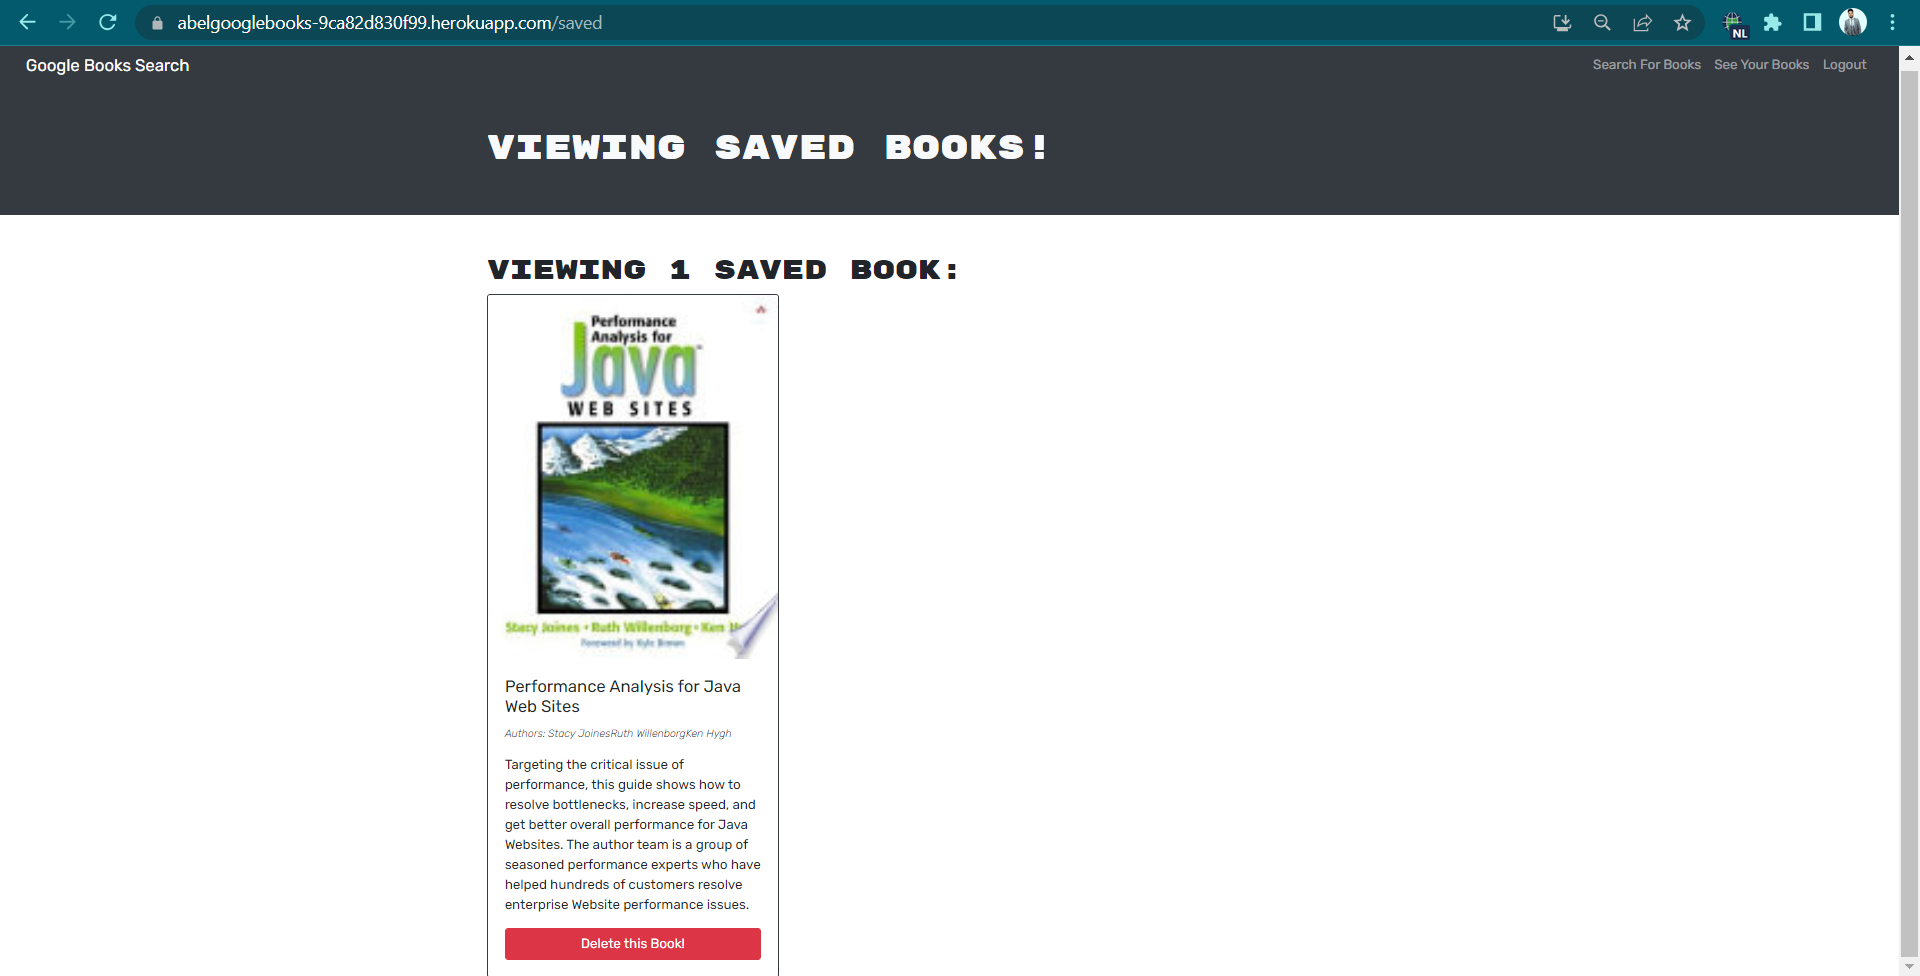 abelgooglebooks-9ca82d830f99.herokuapp.com/saved
NL
Google Books Search
Search For Books See Your Books Logout
VIEWING SAVED BOOKS!
VIEWING 1 SAVED BOOK:
Performance
Analysis for
Java™
WEB SITES
Stacy Joines • Ruth Willenborg • Ken
Foreword by Kyle Brown
Performance Analysis for Java
Web Sites
Authors: Stacy JoinesRuth WillenborgKen Hygh
Targeting the critical issue of
performance, this guide shows how to
resolve bottlenecks, increase speed, and
get better overall performance for Java
Websites. The author team is a group of
seasoned performance experts who have
helped hundreds of customers resolve
enterprise Website performance issues.
Delete this Book!